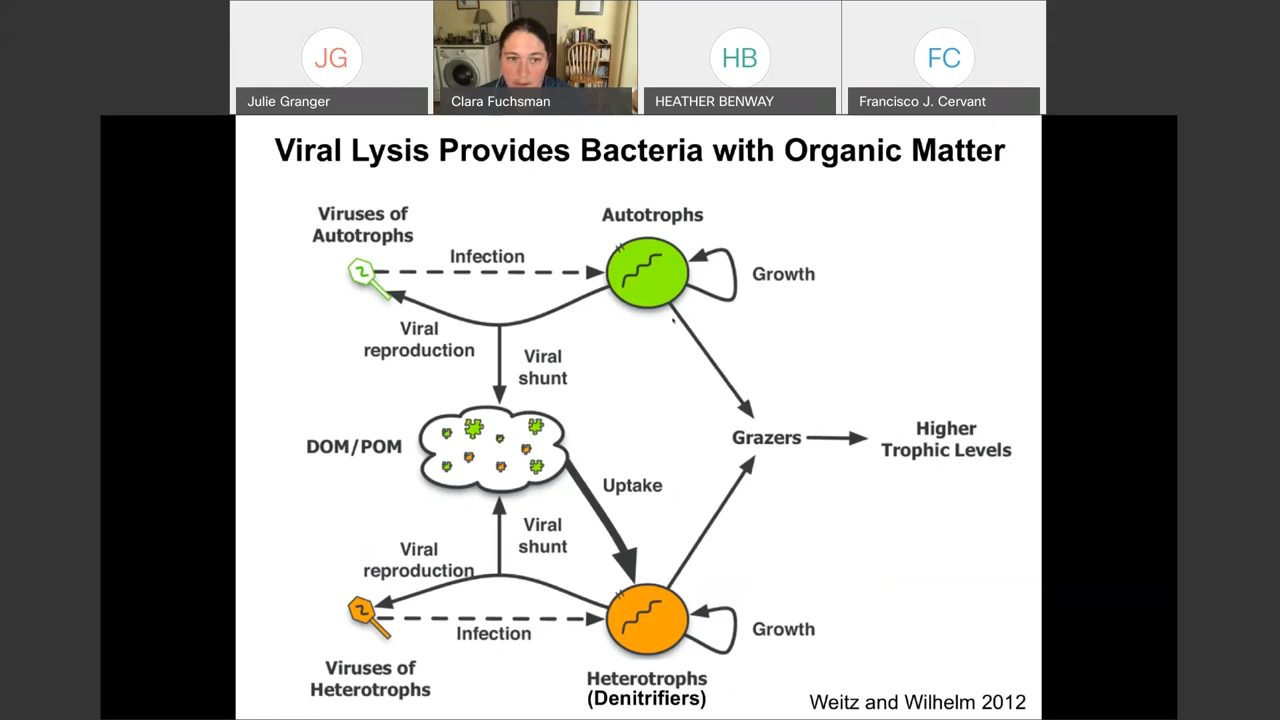 JG
HB
FC
Julie Granger
Clara Fuchsman
HEATHER BENWAY
Francisco J. Cervant
Viral Lysis Provides Bacteria with Organic Matter
Viruses of
Autotrophs
Autotrophs
Infection
Growth
Viral
reproduction
Viral
shunt
DOM/POM
Grazers
Higher
Trophic Levels
Uptake
Viral
shunt
Viral
reproduction
Infection
Growth
Viruses of
Heterotrophs
Heterotrophs
(Denitrifiers)
Weitz and Wilhelm 2012